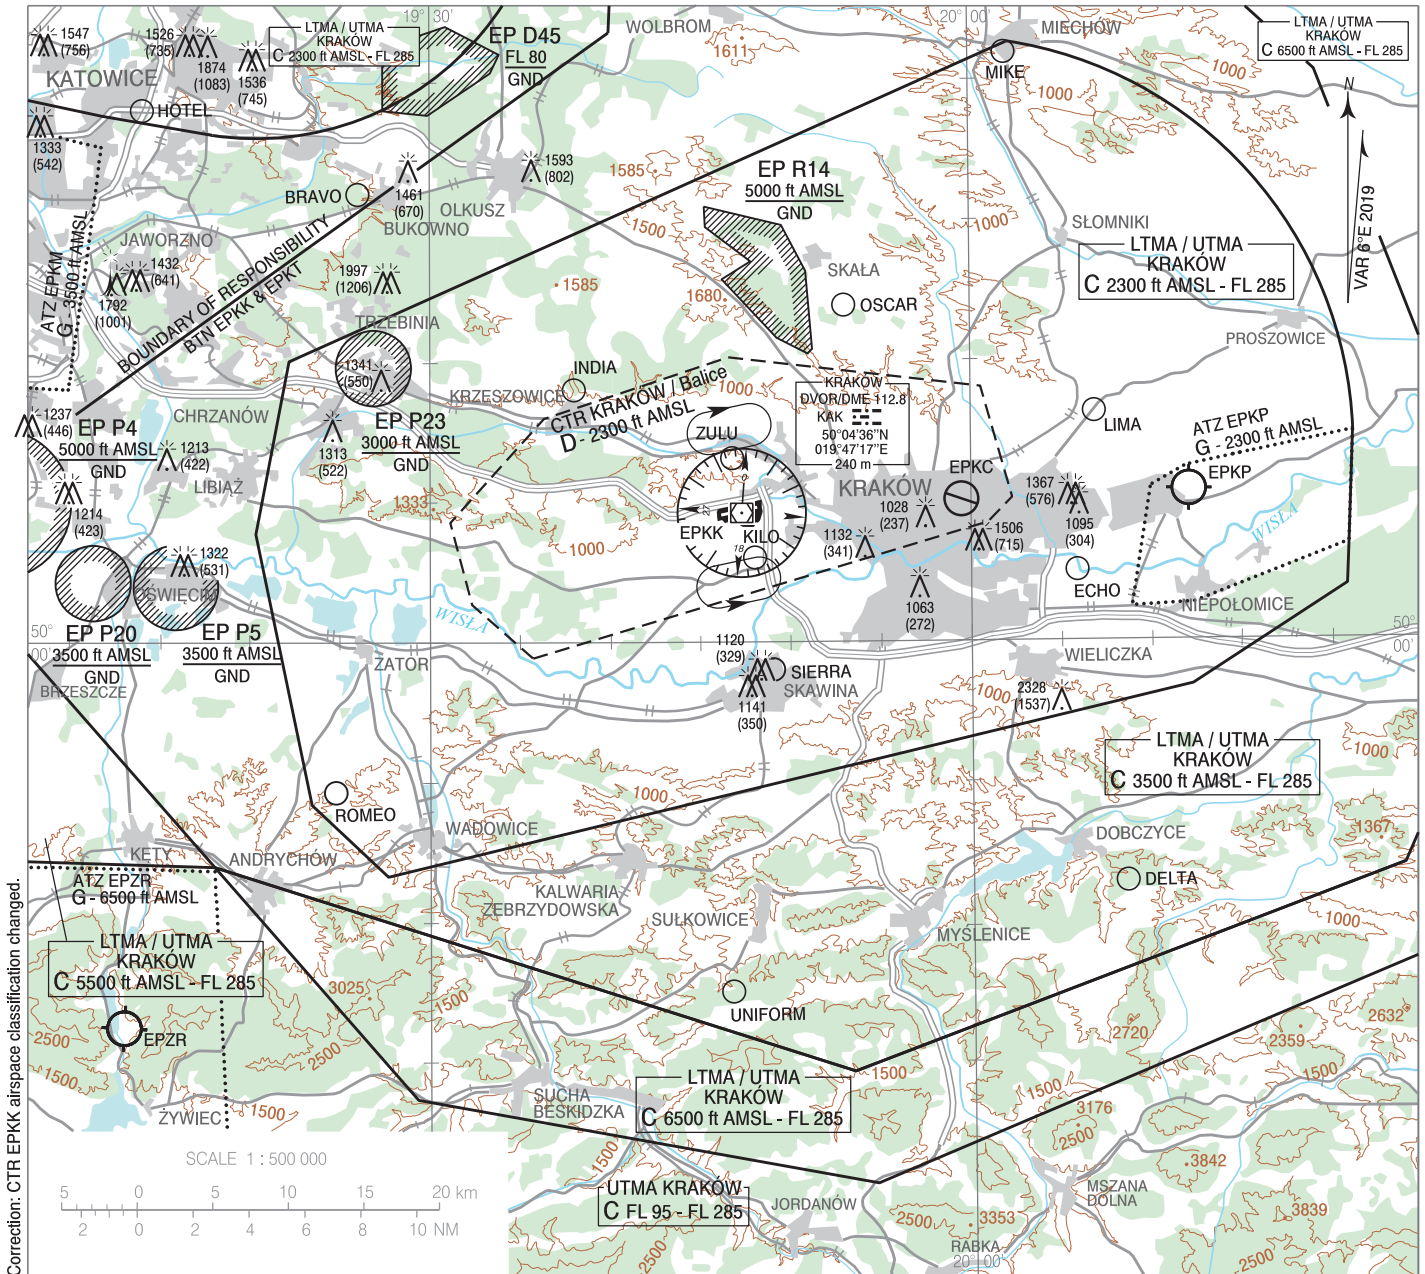 19° 30'
20° 00'
1547
(756)
1526
(735)
1874
(1083)
1536
(745)
KATOWICE
HOTEL
1333
(542)
LTMA / UTMA
KRAKÓW
C 2300 ft AMSL - FL 285
EP D45
FL 80
GND
WOLBROM
1611
MIECHÓW
MIKE
1000
1000
LTMA / UTMA
KRAKÓW
C 6500 ft AMSL - FL 285
N
VAR 6°E 2019
BRAVO
1461
(670)
1593
(802)
OLKUSZ
BUKOWNO
1585
1500
EP R14
5000 ft AMSL
GND
1000
SŁOMNIKI
LTMA / UTMA
KRAKÓW
C 2300 ft AMSL - FL 285
JAWORZNO
ATZ EPKM
G - 3500 ft AMSL
1432
(641)
1792
(1001)
BOUNDARY OF RESPONSIBILITY
BTN EPKK & EPKT
1997
(1206)
1585
1680
SKAŁA
OSCAR
TRZEBINIA
PROSZOWICE
1341
(550)
INDIA
KRZESZOWICE
1000
CTR KRAKÓW / Balice
D - 2300 ft AMSL
KRAKÓW
DVOR/DME 112.8
KAK
50°04'36"N
019°47'17"E
240 m
LIMA
ATZ EPKP
G - 2300 ft AMSL
EPKP
1237
(446)
EP P4
5000 ft AMSL
GND
CHRZANÓW
1213
(422)
LIBIĄŻ
1313
(522)
EP P23
3000 ft AMSL
GND
ZULU
EPKC
KRAKÓW
1367
(576)
1095
(304)
1214
(423)
1333
0
18
EPKK
KILO
1028
(237)
1132
(341)
1506
(715)
WISŁA
1000
1322
(531)
OŚWIĘCIM
1063
(272)
ECHO
NIEPOŁOMICE
WISŁA
50°
00'
50°
00'
EP P20
3500 ft AMSL
GND
EP P5
3500 ft AMSL
GND
BRZESZCZE
ZATOR
1120
(329)
SIERRA
SKAWINA
1141
(350)
WIELICZKA
2328
(1537)
1000
LTMA / UTMA
KRAKÓW
C 3500 ft AMSL - FL 285
1000
ROMEO
1000
WADOWICE
KĘTY
ANDRYCHÓW
DOBCZYCE
1367
ATZ EPZR
G - 6500 ft AMSL
KALWARIA
ZEBRZYDOWSKA
SUŁKOWICE
DELTA
1000
MYŚLENICE
LTMA / UTMA
KRAKÓW
C 5500 ft AMSL - FL 285
3025
1500
UNIFORM
2720
2632
2359
2500
EPZR
2500
1500
1500
ŻYWIEC
1500
SUCHA
BESKIDZKA
LTMA / UTMA
KRAKÓW
C 6500 ft AMSL - FL 285
1500
1500
3176
2500
1500
3842
MSZANA
DOLNA
UTMA KRAKÓW
C FL 95 - FL 285
JORDANÓW
2500
3353
3839
RABKA
2500
2500
20° 00'
SCALE 1 : 500 000
5 0 5 10 15 20 km
2 0 2 4 6 8 10 NM
Correction: CTR EPKK airspace classification changed.